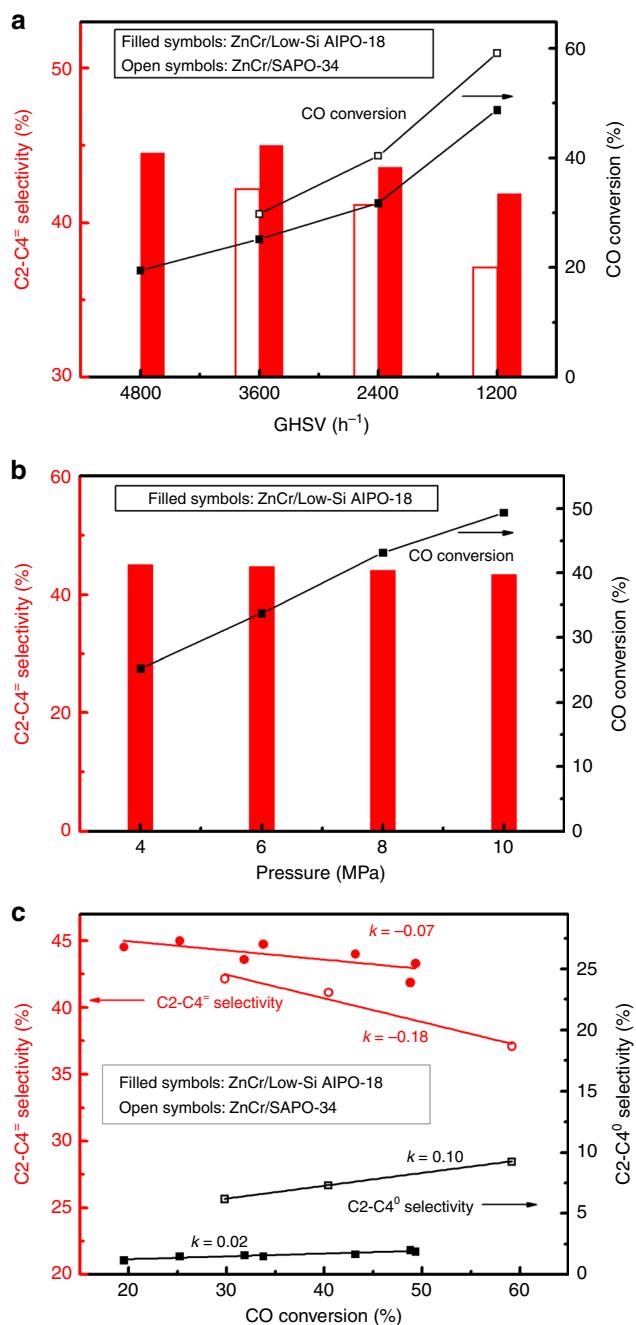 a
Filled symbols: ZnCr/Low-Si AlPO-18
Open symbols: ZnCr/SAPO-34
CO conversion
50
40
30
C2-C4⁼ selectivity (%)
60
40
20
0
CO conversion (%)
4800 3600 2400 1200
GHSV (h⁻¹)
b
Filled symbols: ZnCr/Low-Si AlPO-18
CO conversion
60
40
20
0
C2-C4⁼ selectivity (%)
50
40
30
20
10
0
CO conversion (%)
4 6 8 10
Pressure (MPa)
c
k = −0.07
C2-C4⁼ selectivity
k = −0.18
Filled symbols: ZnCr/Low-Si AlPO-18
Open symbols: ZnCr/SAPO-34
k = 0.10
C2-C4⁰ selectivity
k = 0.02
45
40
35
30
25
20
C2-C4⁼ selectivity (%)
25
20
15
10
5
0
C2-C4⁰ selectivity (%)
20 30 40 50 60
CO conversion (%)